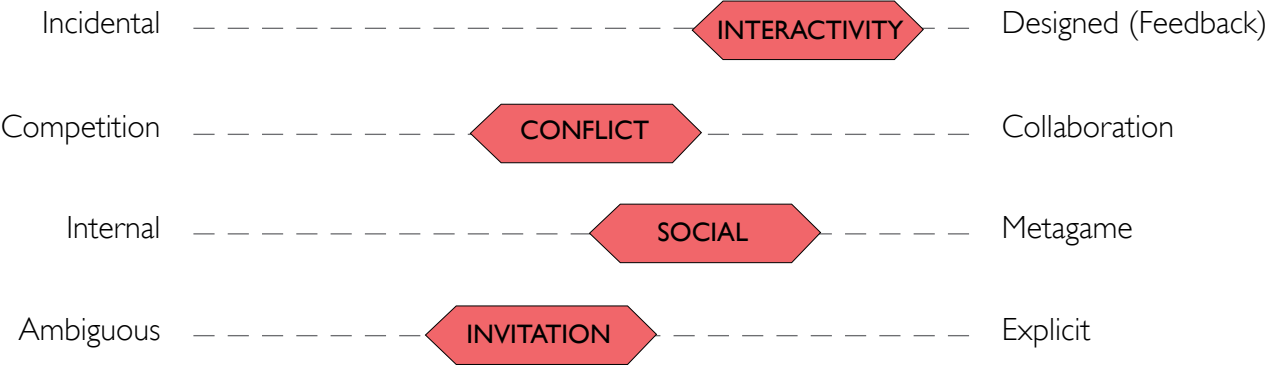 Incidental INTERACTIVITY Designed (Feedback)
Competition CONFLICT Collaboration
Internal SOCIAL Metagame
Ambiguous INVITATION Explicit